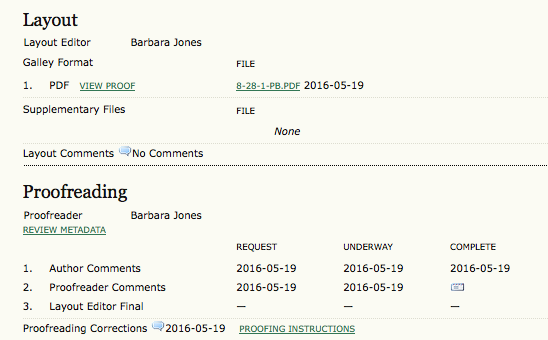 Layout
Layout Editor Barbara Jones
Galley Format FILE
1. PDF VIEW PROOF 8-28-1-PB.PDF 2016-05-19
Supplementary Files FILE
None
Layout Comments No Comments
Proofreading
Proofreader Barbara Jones
REVIEW METADATA
REQUEST UNDERWAY COMPLETE
1. Author Comments 2016-05-19 2016-05-19 2016-05-19
2. Proofreader Comments 2016-05-19 2016-05-19
3. Layout Editor Final — — —
Proofreading Corrections 2016-05-19 PROOFING INSTRUCTIONS